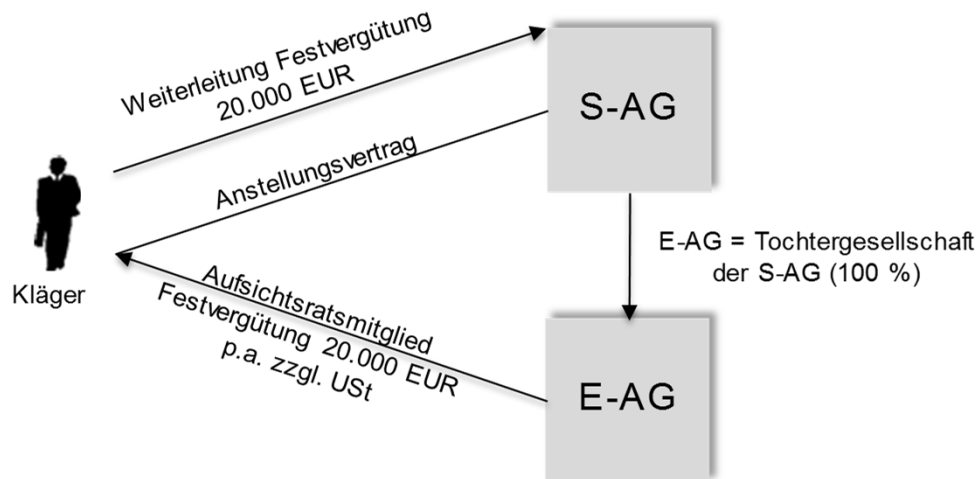 Weiterleitung Festvergütung
20.000 EUR
S-AG
Anstellungsvertrag
Kläger
E-AG = Tochtergesellschaft
der S-AG (100 %)
Aufsichtsratsmitglied
Festvergütung 20.000 EUR
p.a. zzgl. USt
E-AG